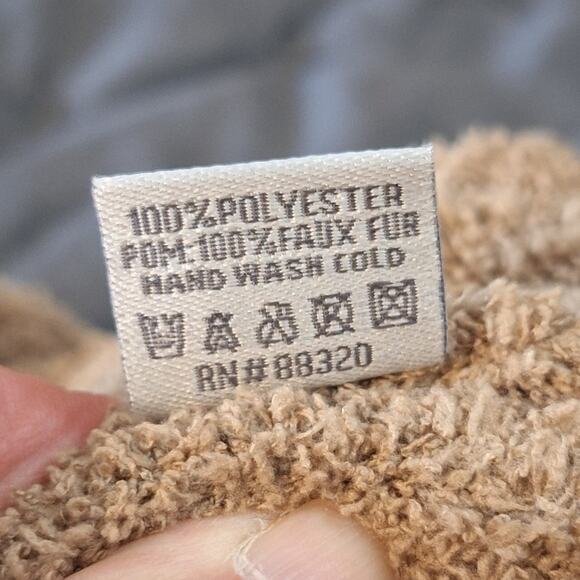 100%POLYESTER
POM:100%FAUX FUR
HAND WASH COLD
RN#88320